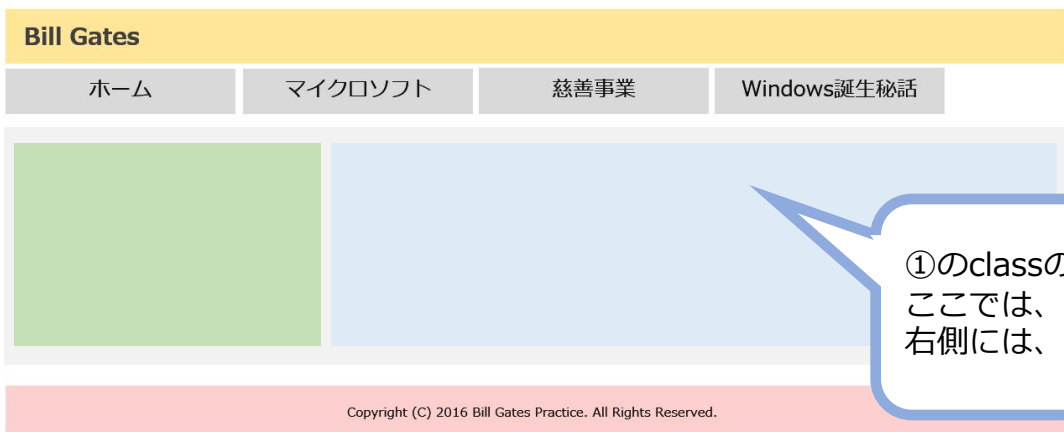 Bill Gates
ホーム マイクロソフト 慈善事業 Windows誕生秘話
①のclassの
ここでは、
右側には、
Copyright (C) 2016 Bill Gates Practice. All Rights Reserved.